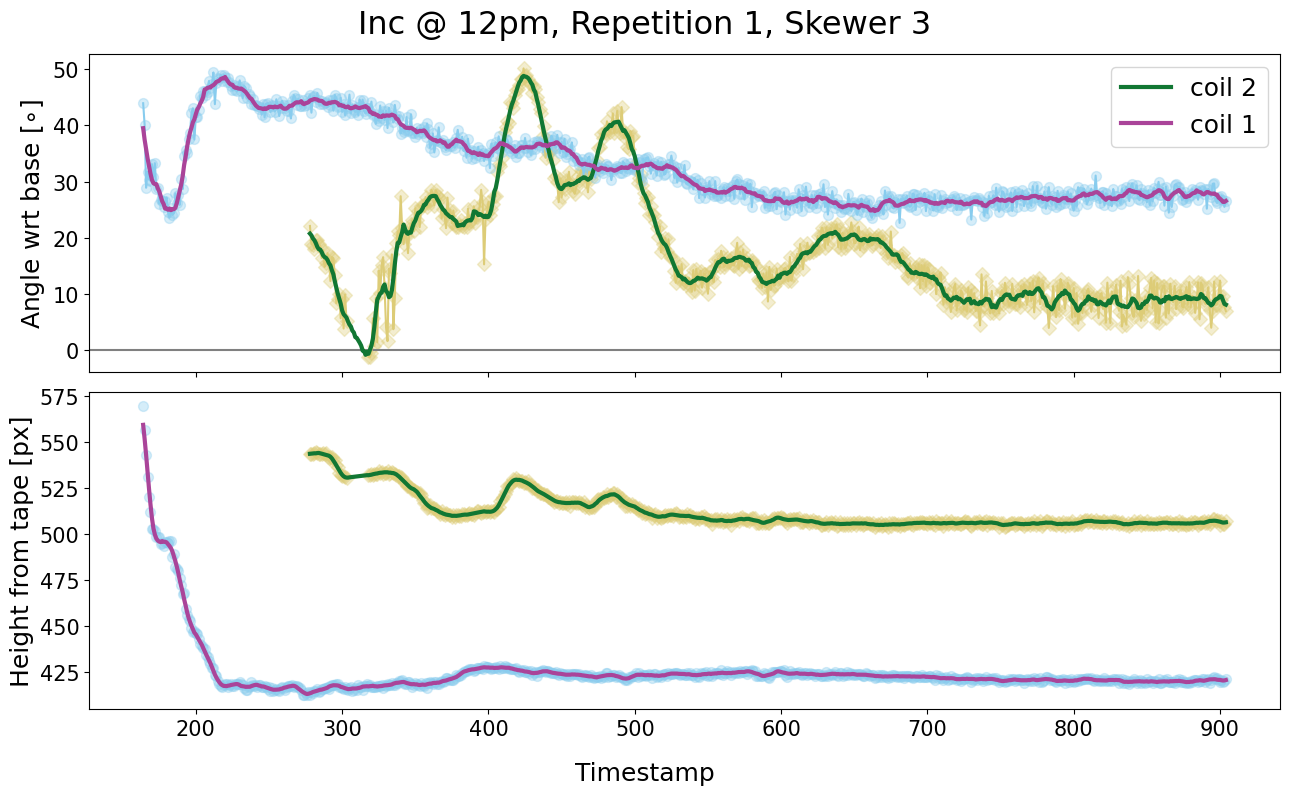 Inc @ 12pm, Repetition 1, Skewer 3
Angle wrt base [∘]
50
40
30
20
10
0
coil 2
coil 1
Height from tape [px]
575
550
525
500
475
450
425
200 300 400 500 600 700 800 900
Timestamp